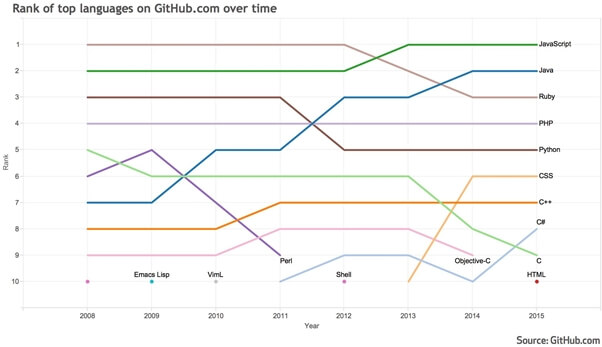 Rank of top languages on GitHub.com over time
1
JavaScript
2
Java
3
Ruby
4
PHP
Rank
5
Python
6
CSS
7
C++
8
C#
9
Perl
Objective-C
C
Emacs Lisp
VimL
Shell
HTML
10
2008 2009 2010 2011 2012 2013 2014 2015
Year
Source: GitHub.com